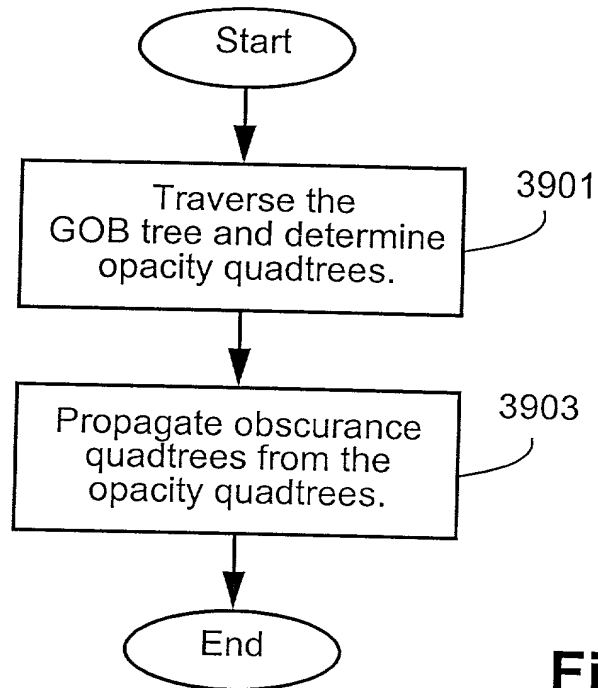 Start
Traverse the
GOB tree and determine
opacity quadtrees.
3901
Propagate obscurance
quadtrees from the
opacity quadtrees.
3903
End